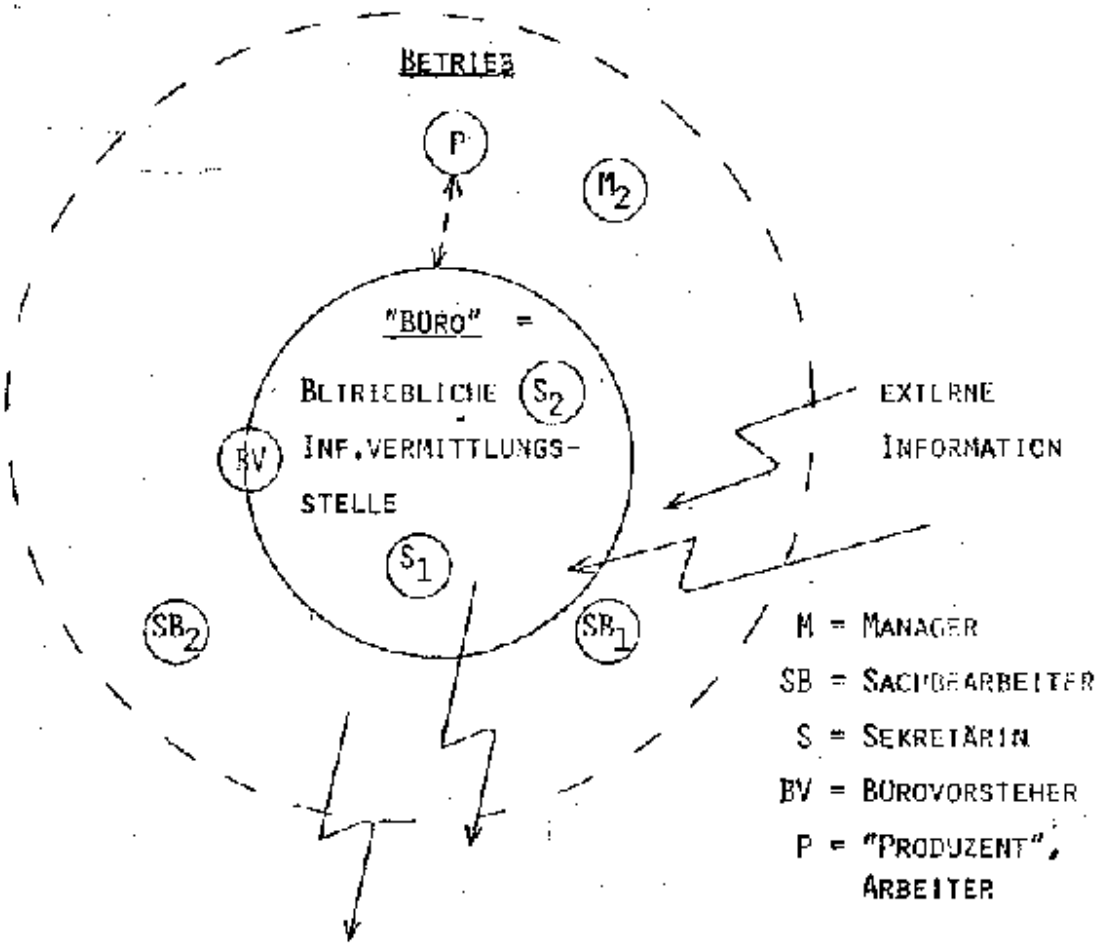 BETRIEB
P
M2
"BÜRO" =
BETRIEBLICHE
S2
EXTERNE
BV
INF.VERMITTLUNGS-
INFORMATION
STELLE
S1
SB2
SB1
M = MANAGER
SB = SACHBEARBEITER
S = SEKRETÄRIN
BV = BÜROVORSTEHER
P = "PRODUZENT",
ARBEITER